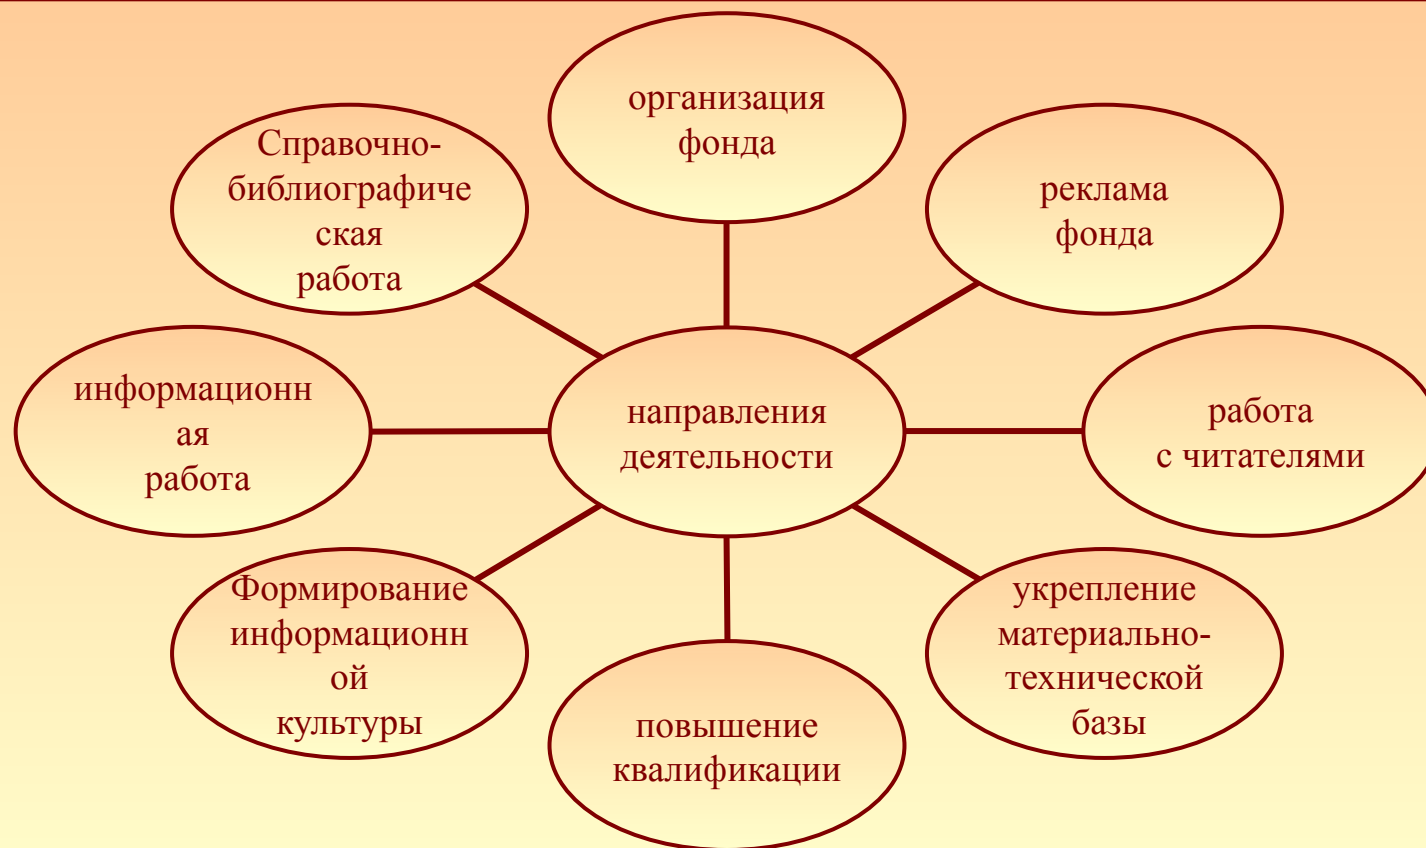 организация
фонда
Справочно-
библиографиче
ская
работа
реклама
фонда
информационн
ая
работа
направления
деятельности
работа
с читателями
Формирование
информационн
ой
культуры
повышение
квалификации
укрепление
материально-
технической
базы